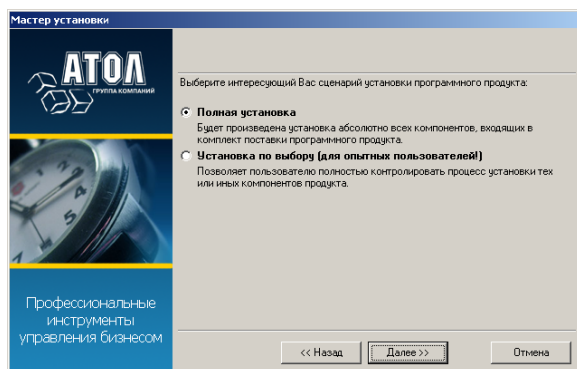 Мастер установки
АТОЛ
ГРУППА КОМПАНИЙ
Выберите интересующий Вас сценарий установки программного продукта:
Полная установка
Будет произведена установка абсолютно всех компонентов, входящих в
комплект поставки программного продукта.
Установка по выбору (для опытных пользователей!)
Позволяет пользователю полностью контролировать процесс установки тех
или иных компонентов продукта.
Профессиональные
инструменты
управления бизнесом
<< Назад
Далее >>
Отмена